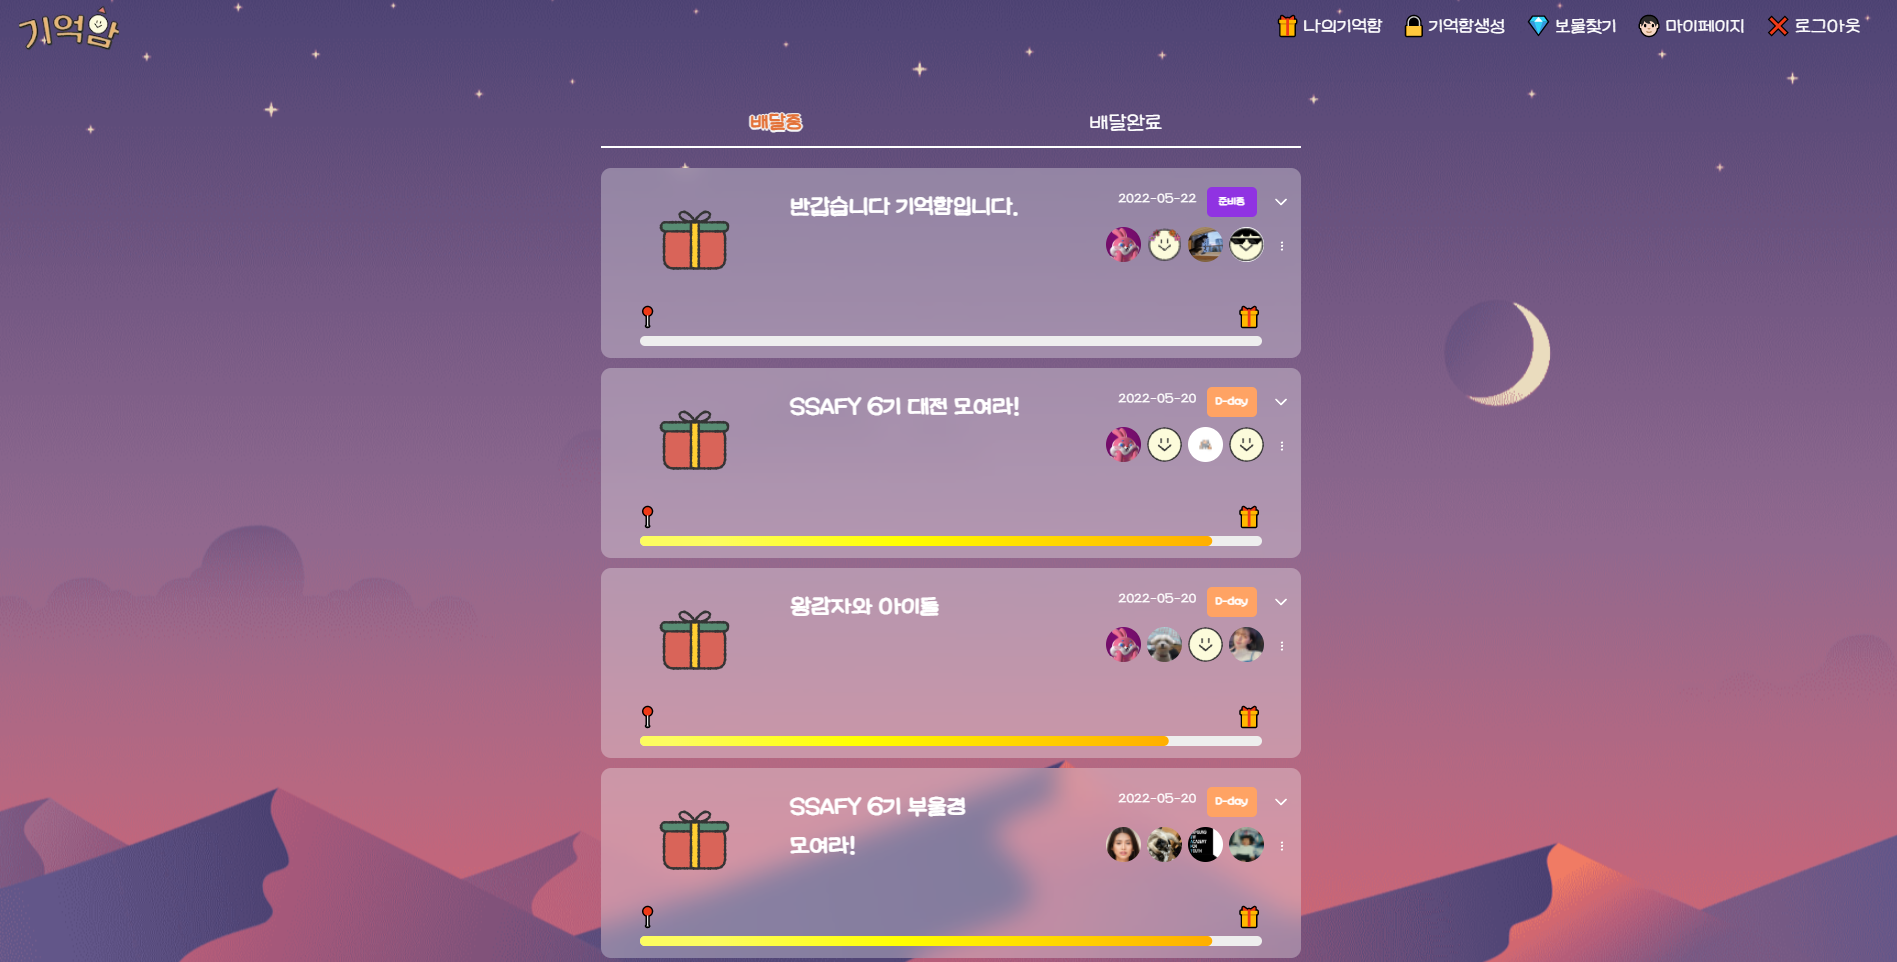 기억함
나의기억함
기억함생성
보물찾기
마이페이지
로그아웃
배달중
배달완료
반갑습니다 기억함입니다.
2022-05-22
준비중
SSAFY 6기 대전 모여라!
2022-05-20
D-day
왕감자와 아이들
2022-05-20
D-day
SSAFY 6기 부울경
모여라!
2022-05-20
D-day